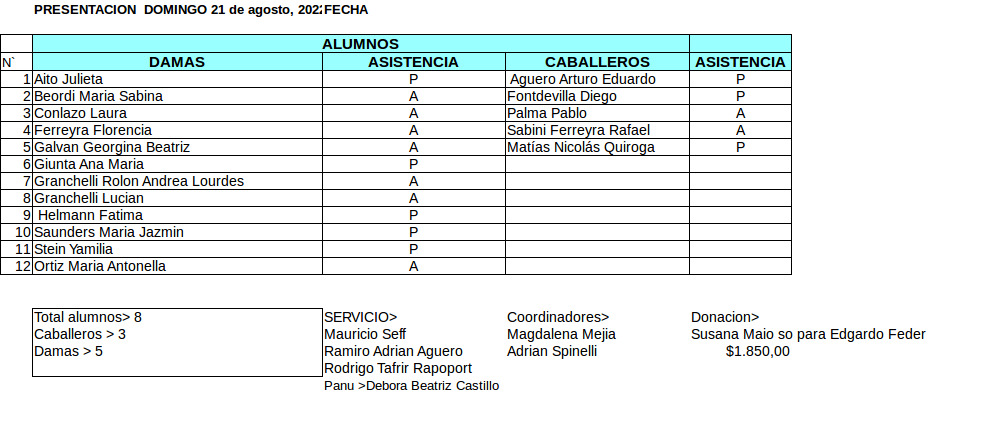 PRESENTACION DOMINGO 21 de agosto, 202 FECHA
ALUMNOS
N` DAMAS ASISTENCIA CABALLEROS ASISTENCIA
1 Aito Julieta P Aguero Arturo Eduardo P
2 Beordi Maria Sabina A Fontdevilla Diego P
3 Conlazo Laura A Palma Pablo A
4 Ferreyra Florencia A Sabini Ferreyra Rafael A
5 Galvan Georgina Beatriz A Matías Nicolás Quiroga P
6 Giunta Ana Maria P
7 Granchelli Rolon Andrea Lourdes A
8 Granchelli Lucian A
9 Helmann Fatima P
10 Saunders Maria Jazmin P
11 Stein Yamilia P
12 Ortiz Maria Antonella A
Total alumnos> 8 SERVICIO> Coordinadores> Donacion>
Caballeros > 3 Mauricio Seff Magdalena Mejia Susana Maio so para Edgardo Feder
Damas > 5 Ramiro Adrian Aguero Adrian Spinelli $1.850,00
Rodrigo Tafrir Rapoport
Panu >Debora Beatriz Castillo